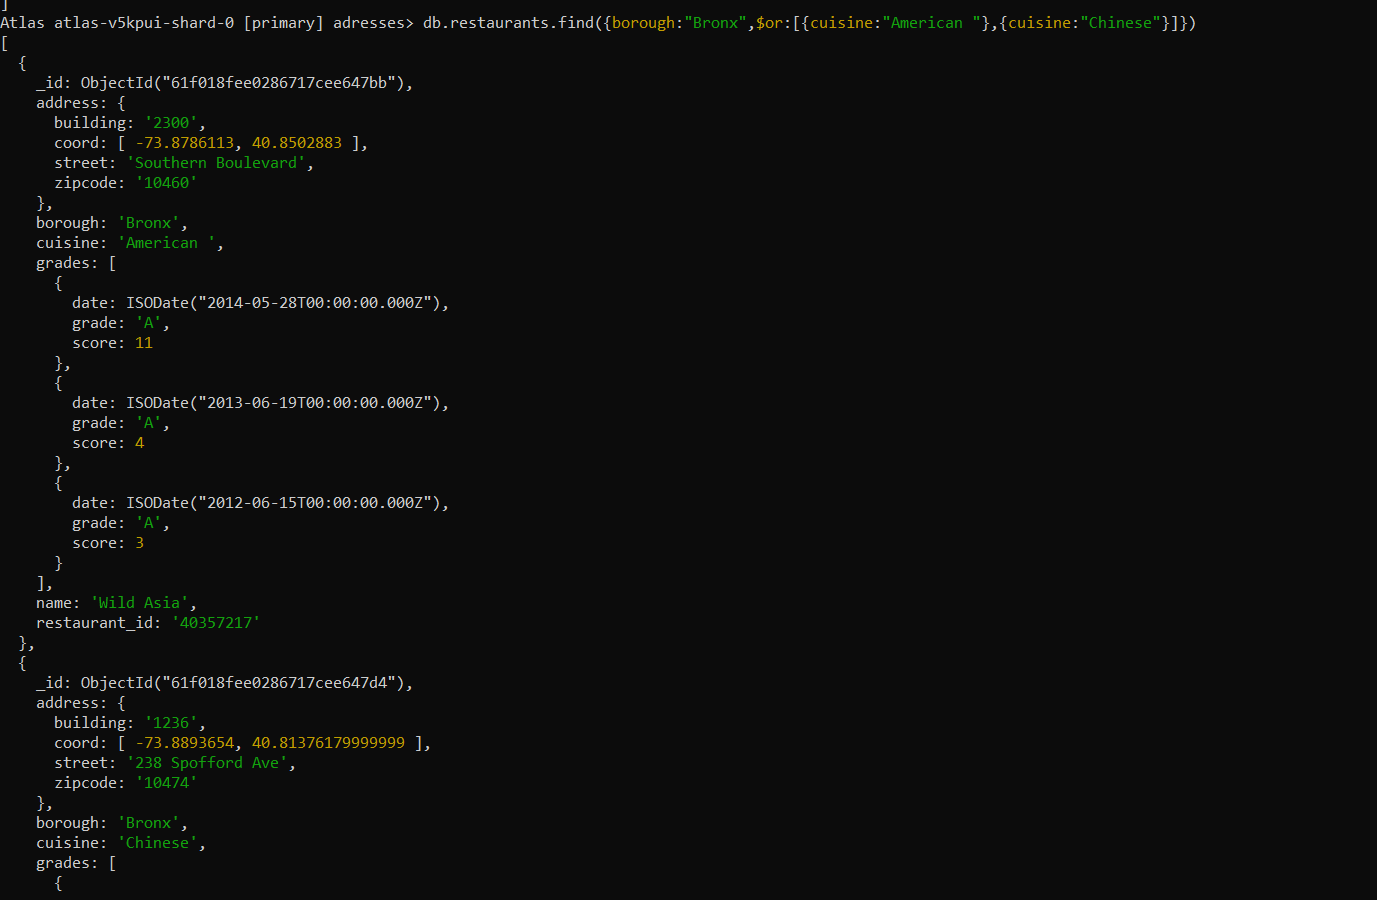 ]
Atlas atlas-v5kpui-shard-0 [primary] adresses> db.restaurants.find({borough:"Bronx",$or:[{cuisine:"American "},{cuisine:"Chinese"}]})
[
  {
    _id: ObjectId("61f018fee0286717cee647bb"),
    address: {
      building: '2300',
      coord: [ -73.8786113, 40.8502883 ],
      street: 'Southern Boulevard',
      zipcode: '10460'
    },
    borough: 'Bronx',
    cuisine: 'American ',
    grades: [
      {
        date: ISODate("2014-05-28T00:00:00.000Z"),
        grade: 'A',
        score: 11
      },
      {
        date: ISODate("2013-06-19T00:00:00.000Z"),
        grade: 'A',
        score: 4
      },
      {
        date: ISODate("2012-06-15T00:00:00.000Z"),
        grade: 'A',
        score: 3
      }
    ],
    name: 'Wild Asia',
    restaurant_id: '40357217'
  },
  {
    _id: ObjectId("61f018fee0286717cee647d4"),
    address: {
      building: '1236',
      coord: [ -73.8893654, 40.81376179999999 ],
      street: '238 Spofford Ave',
      zipcode: '10474'
    },
    borough: 'Bronx',
    cuisine: 'Chinese',
    grades: [
      {